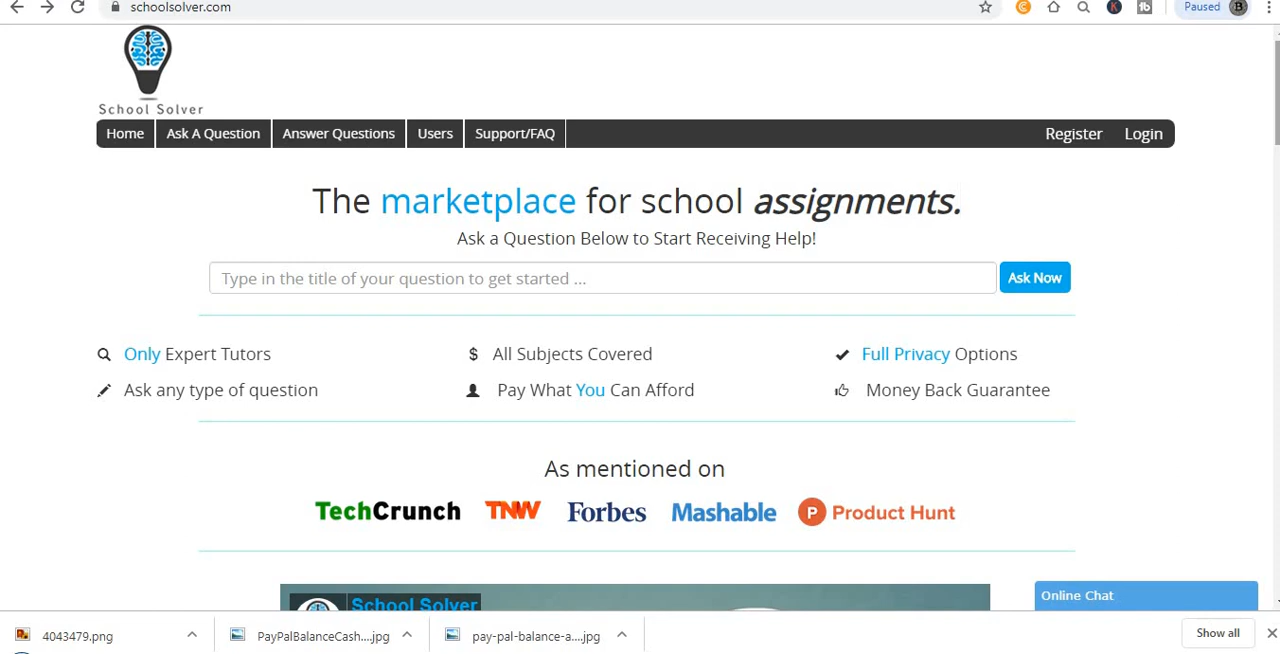 schoolsolver.com
Paused
School Solver
Home Ask A Question Answer Questions Users Support/FAQ Register Login
The marketplace for school assignments.
Ask a Question Below to Start Receiving Help!
Type in the title of your question to get started ... Ask Now
Only Expert Tutors $ All Subjects Covered Full Privacy Options
Ask any type of question Pay What You Can Afford Money Back Guarantee
As mentioned on
TechCrunch TNW Forbes Mashable P Product Hunt
School Solver
Online Chat
4043479.png PayPalBalanceCash....jpg pay-pal-balance-a....jpg Show all